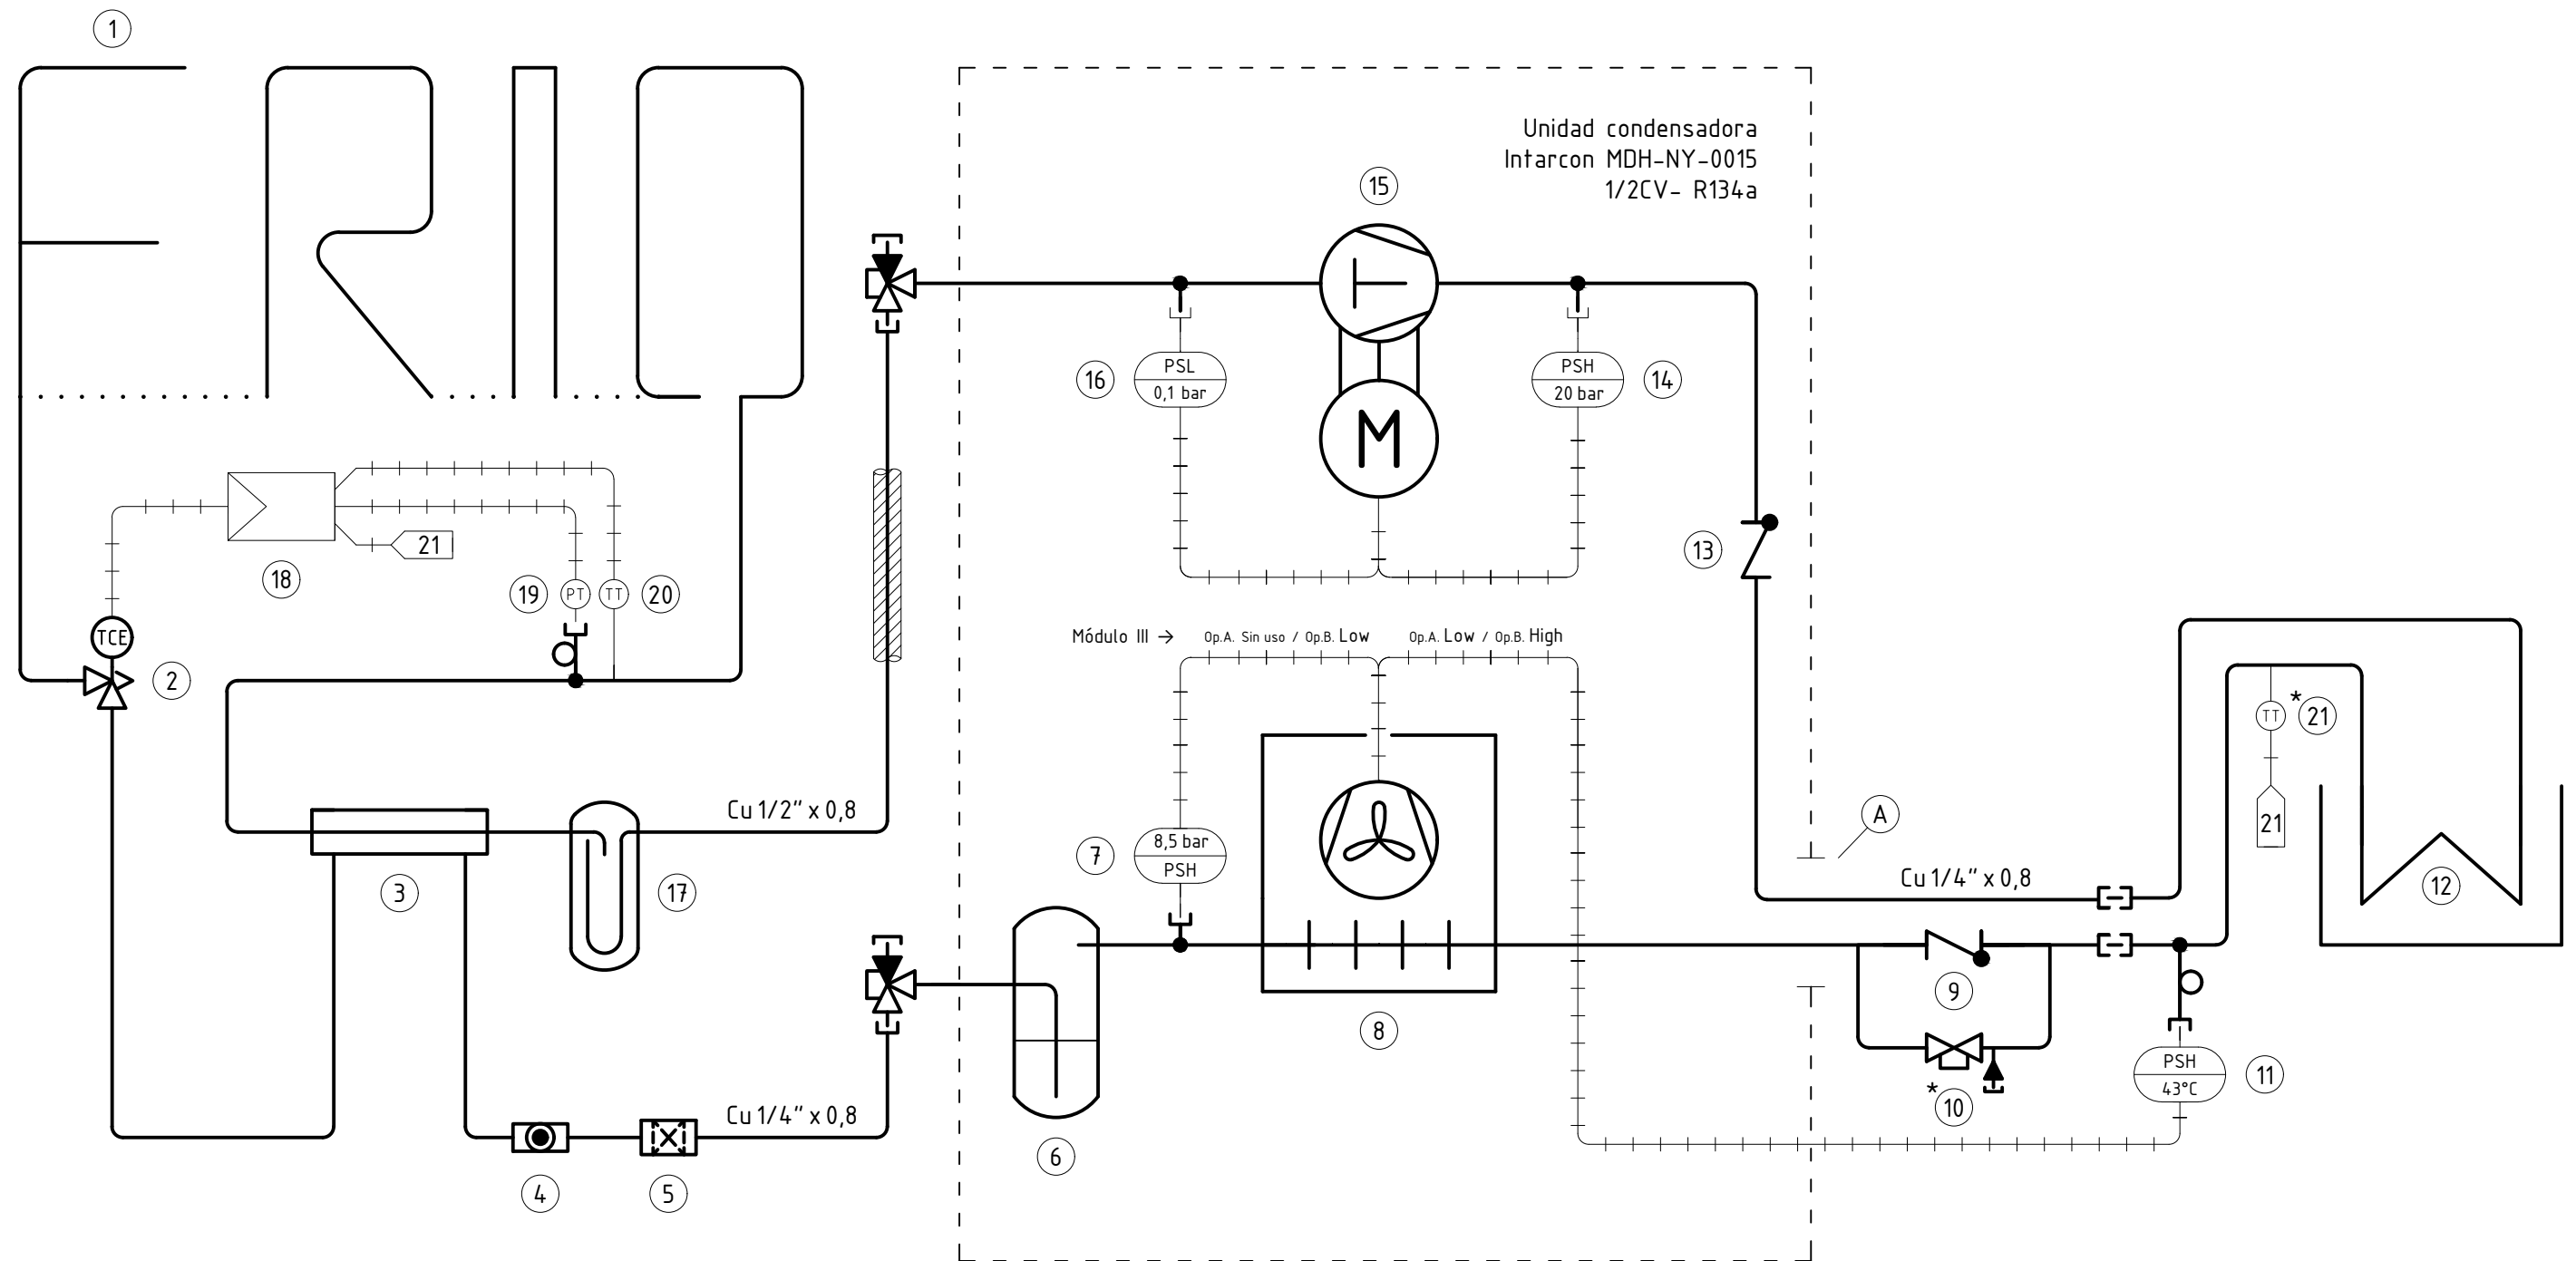 1
FRIO
Unidad condensadora
Intarcon MDH-NY-0015
1/2CV- R134a
15
16
PSL
0,1 bar
PSH
20 bar
14
M
21
18
19
PT
TT
20
13
TCE
2
Módulo III → Op.A. Sin uso / Op.B. Low Op.A. Low / Op.B. High
TT
*
21
21
Cu 1/2" x 0,8
A
7
8,5 bar
PSH
3
17
Cu 1/4" x 0,8
12
9
8
PSH
43°C
11
*
10
Cu 1/4" x 0,8
6
4
5